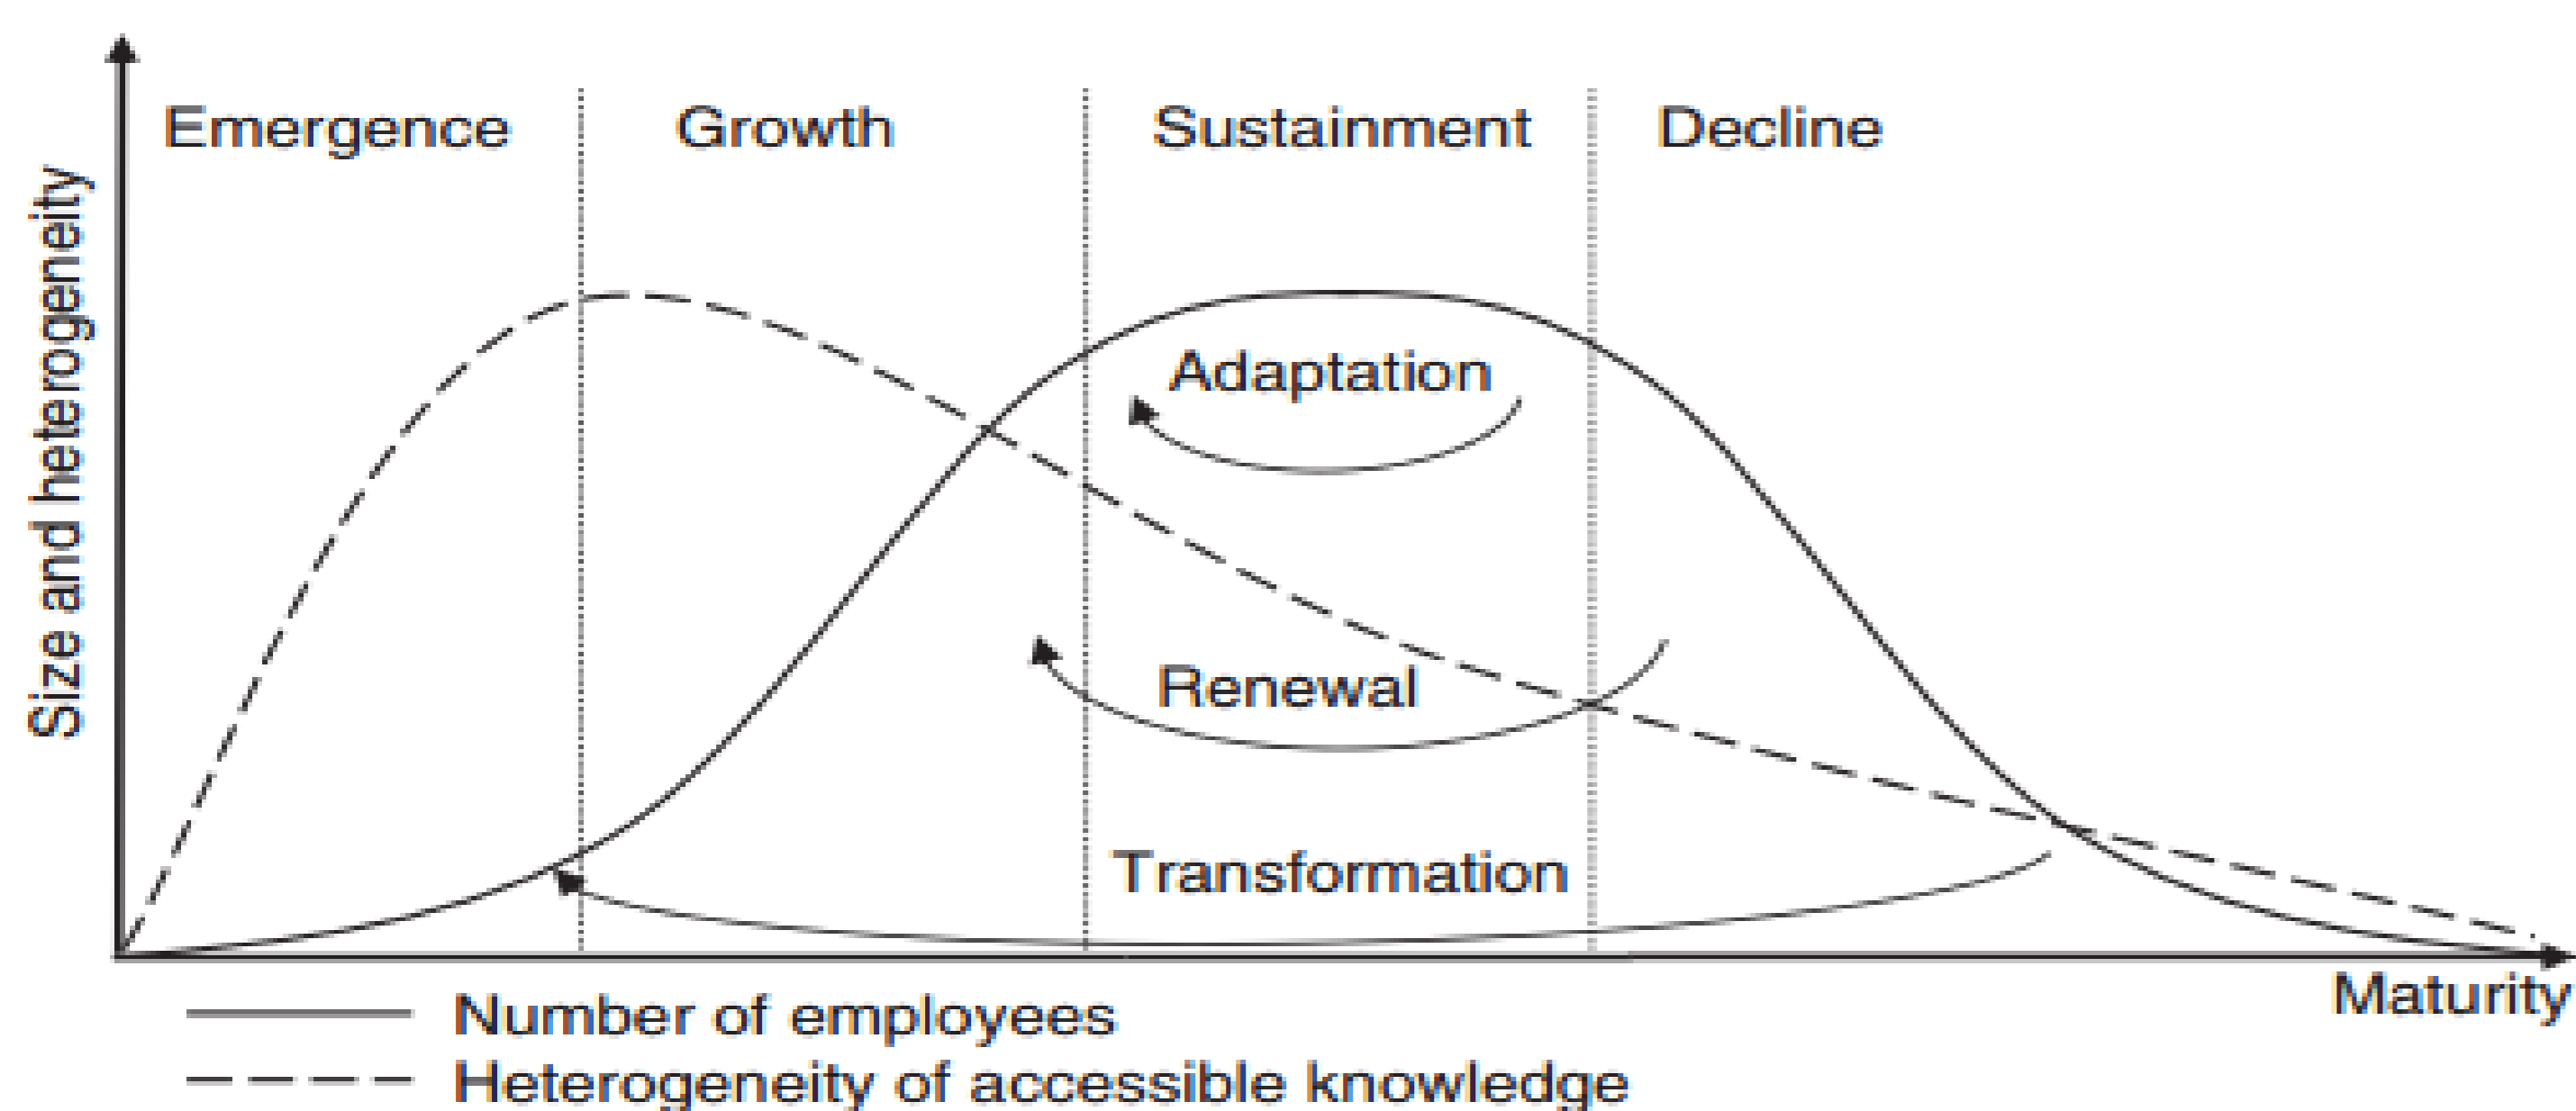 Emergence
Growth
Sustainment
Decline
Size and heterogeneity
Adaptation
Renewal
Transformation
Maturity
Number of employees
Heterogeneity of accessible knowledge